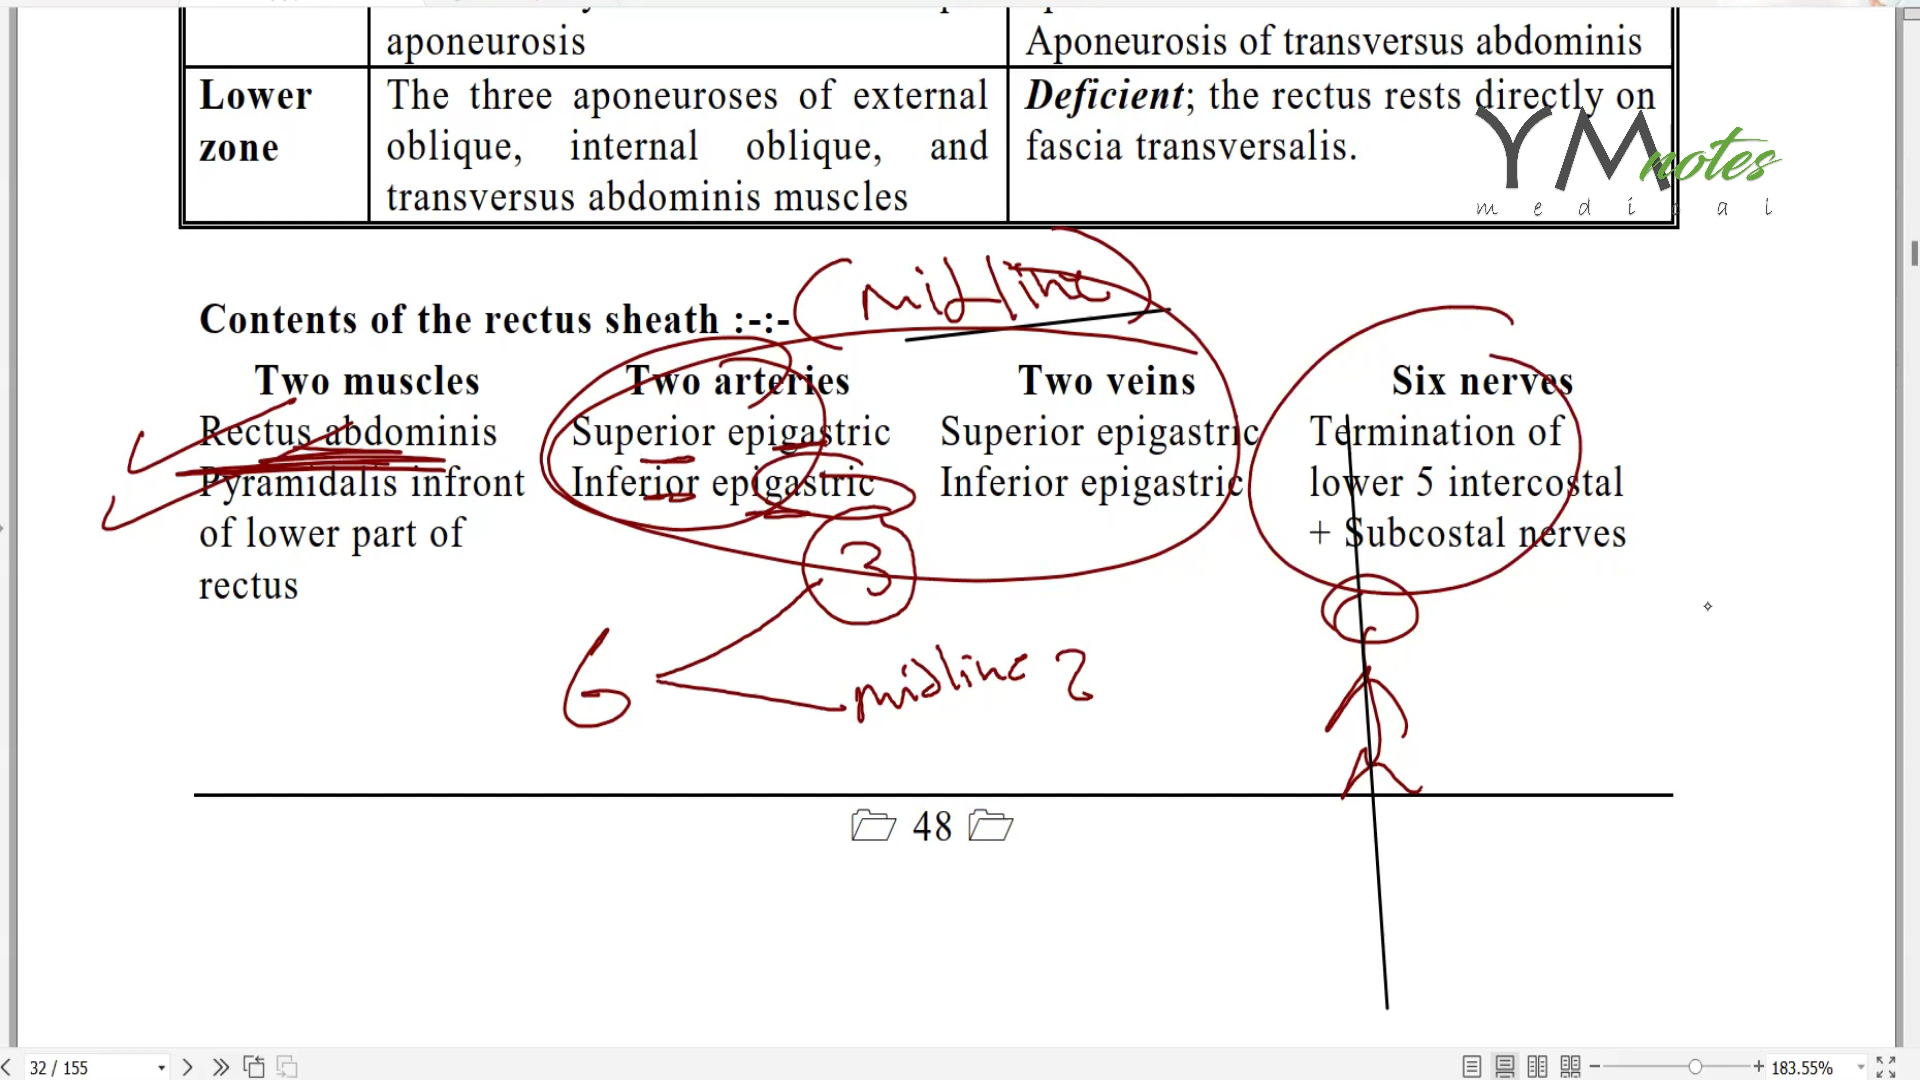 aponeurosis
Aponeurosis of transversus abdominis
Lower zone
The three aponeuroses of external
oblique, internal oblique, and
transversus abdominis muscles
Deficient; the rectus rests directly on
fascia transversalis.
YM notes
medical
midline
Contents of the rectus sheath :-:-
Two muscles
Rectus abdominis
Pyramidalis infront
of lower part of
rectus
Two arteries
Superior epigastric
Inferior epigastric
Two veins
Superior epigastric
Inferior epigastric
Six nerves
Termination of
lower 5 intercostal
+ Subcostal nerves
3
6
midline 2
48
32 / 155
183.55%